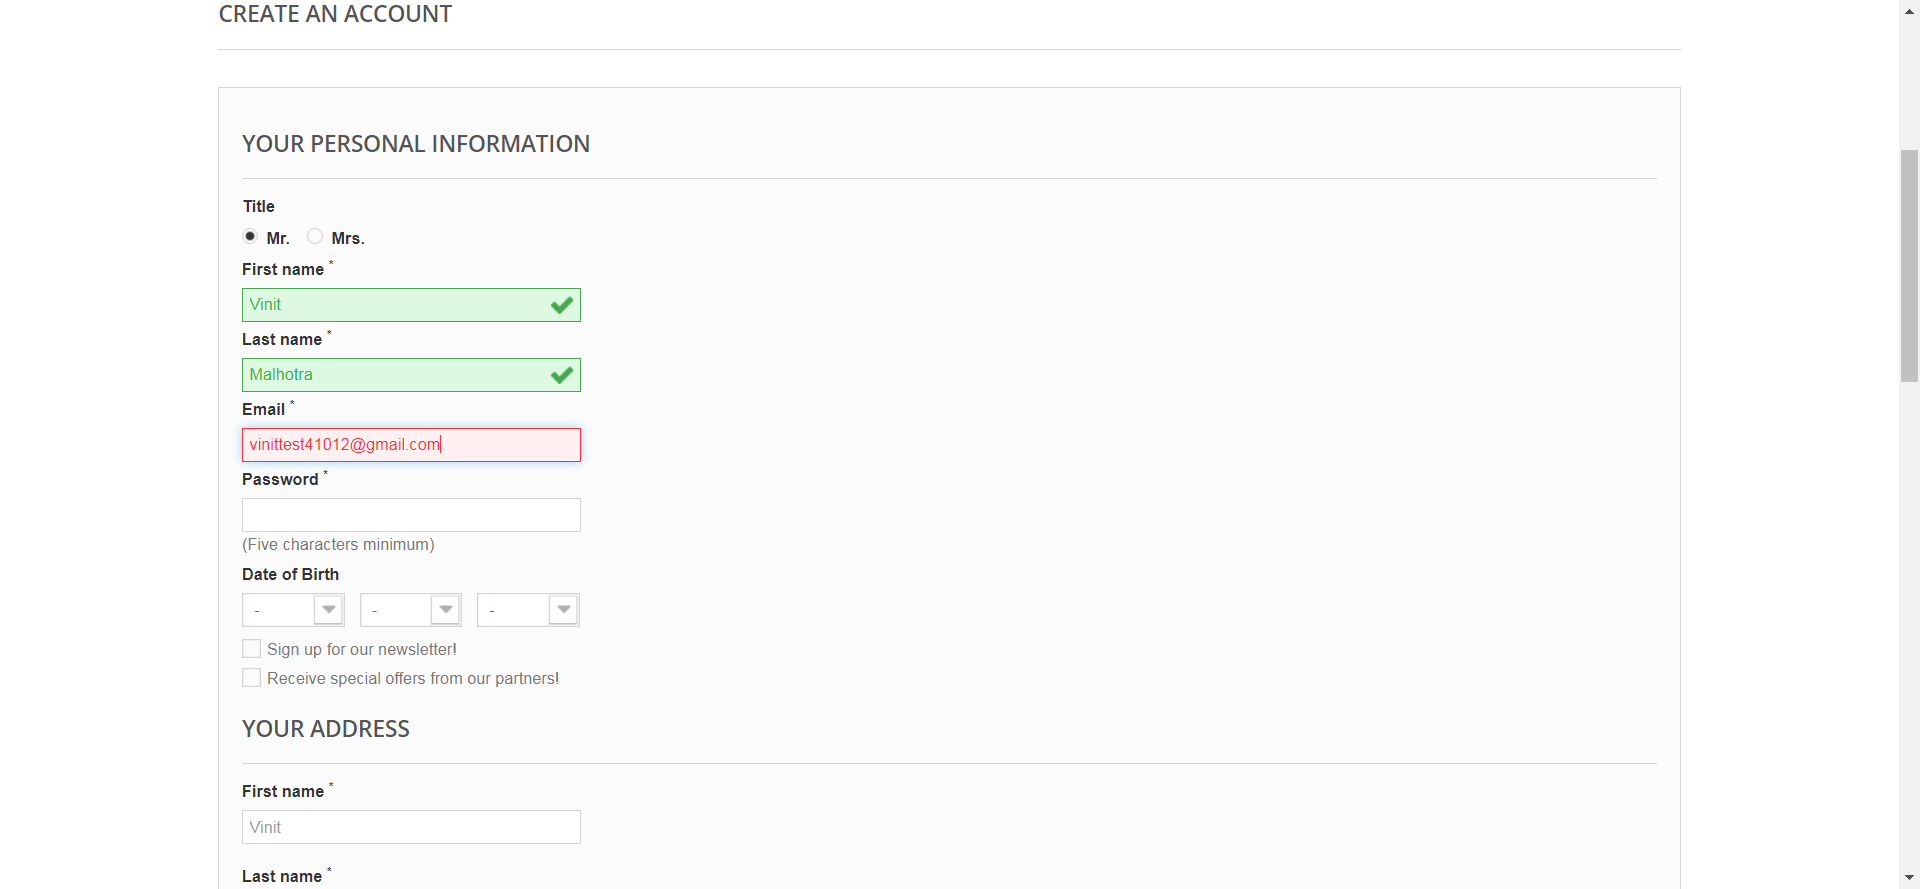 CREATE AN ACCOUNT
YOUR PERSONAL INFORMATION
Title
Mr. Mrs.
First name *
Vinit
Last name *
Malhotra
Email *
vinittest41012@gmail.com
Password *
(Five characters minimum)
Date of Birth
- - -
Sign up for our newsletter!
Receive special offers from our partners!
YOUR ADDRESS
First name *
Vinit
Last name *